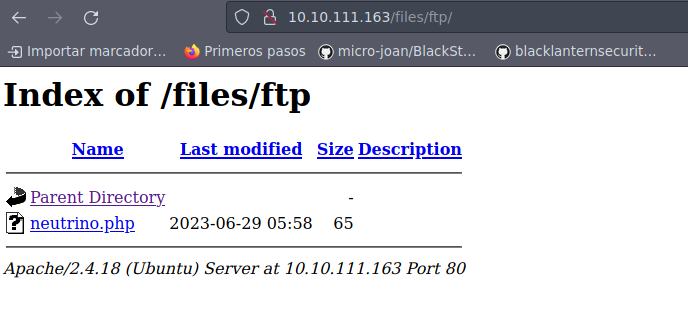 10.10.111.163/files/ftp/
Importar marcador... Primeros pasos micro-joan/BlackSt... blacklanternsecurit...
Index of /files/ftp
Name Last modified Size Description
Parent Directory -
neutrino.php 2023-06-29 05:58 65
Apache/2.4.18 (Ubuntu) Server at 10.10.111.163 Port 80